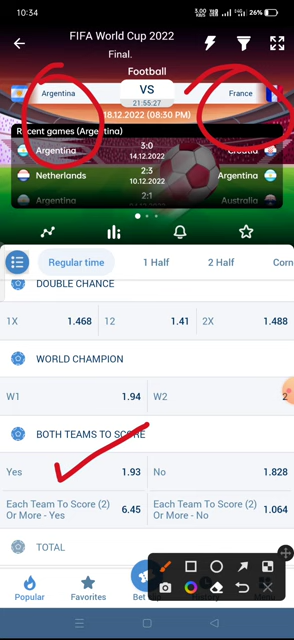 10:34
3.00 KB/S
26%
FIFA World Cup 2022
Final.
Football
Argentina VS France
21:55:27
18.12.2022 (08:30 PM)
Recent games (Argentina)
Argentina 3:0 Croatia
14.12.2022
Netherlands 2:3 Argentina
10.12.2022
Argentina 2:1 Australia
Regular time 1 Half 2 Half Corn
DOUBLE CHANCE
1X 1.468 12 1.41 2X 1.488
WORLD CHAMPION
W1 1.94 W2 2
BOTH TEAMS TO SCORE
Yes 1.93 No 1.828
Each Team To Score (2) Or More - Yes 6.45 Each Team To Score (2) Or More - No 1.064
TOTAL
Popular Favorites Bet